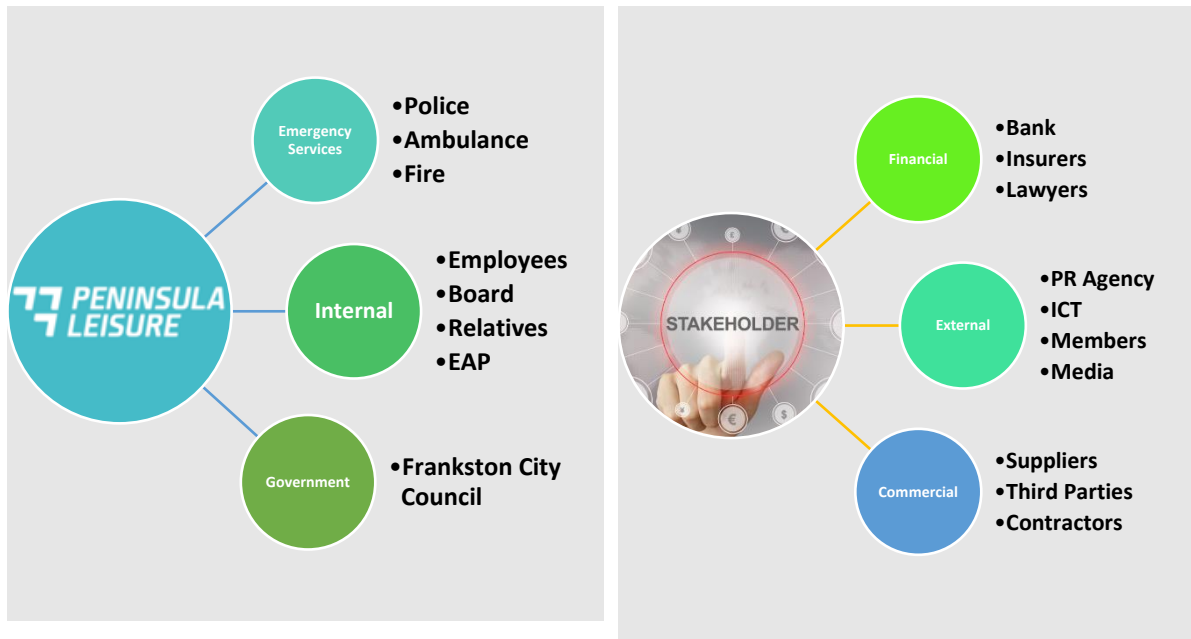 Emergency
Services
•Police
•Ambulance
•Fire
PENINSULA
LEISURE
Internal
•Employees
•Board
•Relatives
•EAP
Government
•Frankston City
Council
Financial
•Bank
•Insurers
•Lawyers
STAKEHOLDER
External
•PR Agency
•ICT
•Members
•Media
Commercial
•Suppliers
•Third Parties
•Contractors